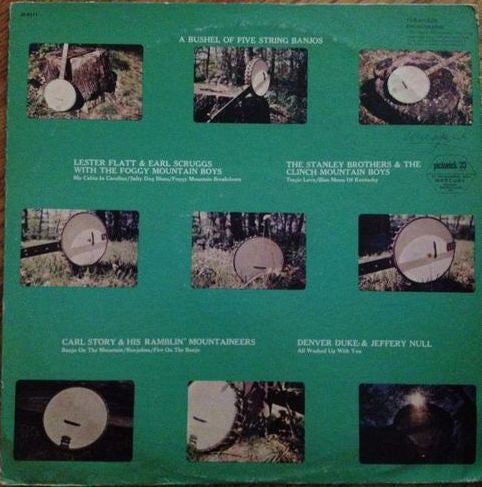 A BUSHEL OF FIVE STRING BANJOS
LESTER FLATT & EARL SCRUGGS
WITH THE FOGGY MOUNTAIN BOYS
My Cabin In Caroline/Salty Dog Blues/Foggy Mountain Breakdown
THE STANLEY BROTHERS & THE
CLINCH MOUNTAIN BOYS
Blue Moon Of Kentucky
pickwick 33
MERCURY
CARL STORY & HIS RAMBLIN' MOUNTAINEERS
Banjo On The Mountain/Banjolina/Fire On The Banjo
DENVER DUKE & JEFFERY NULL
All Washed Up With You